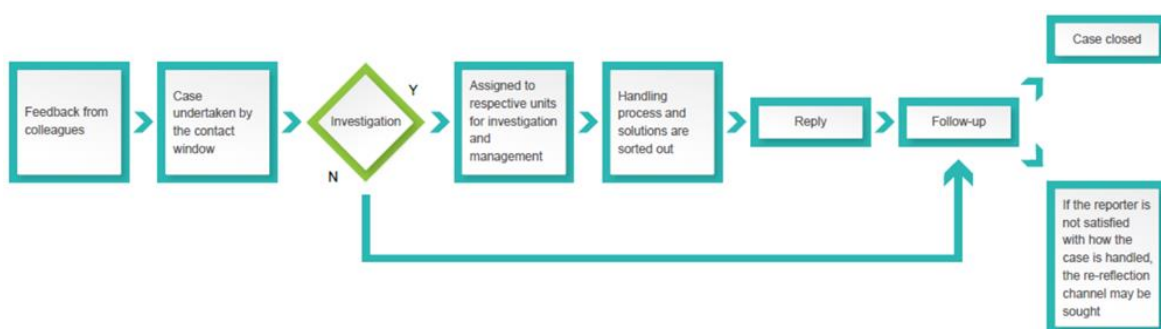 Feedback from
colleagues
Case
undertaken by
the contact
window
Investigation
Y
N
Assigned to
respective units
for investigation
and
management
Handling
process and
solutions are
sorted out
Reply
Follow-up
Case closed
If the reporter is
not satisfied
with how the
case is handled,
the re-reflection
channel may be
sought